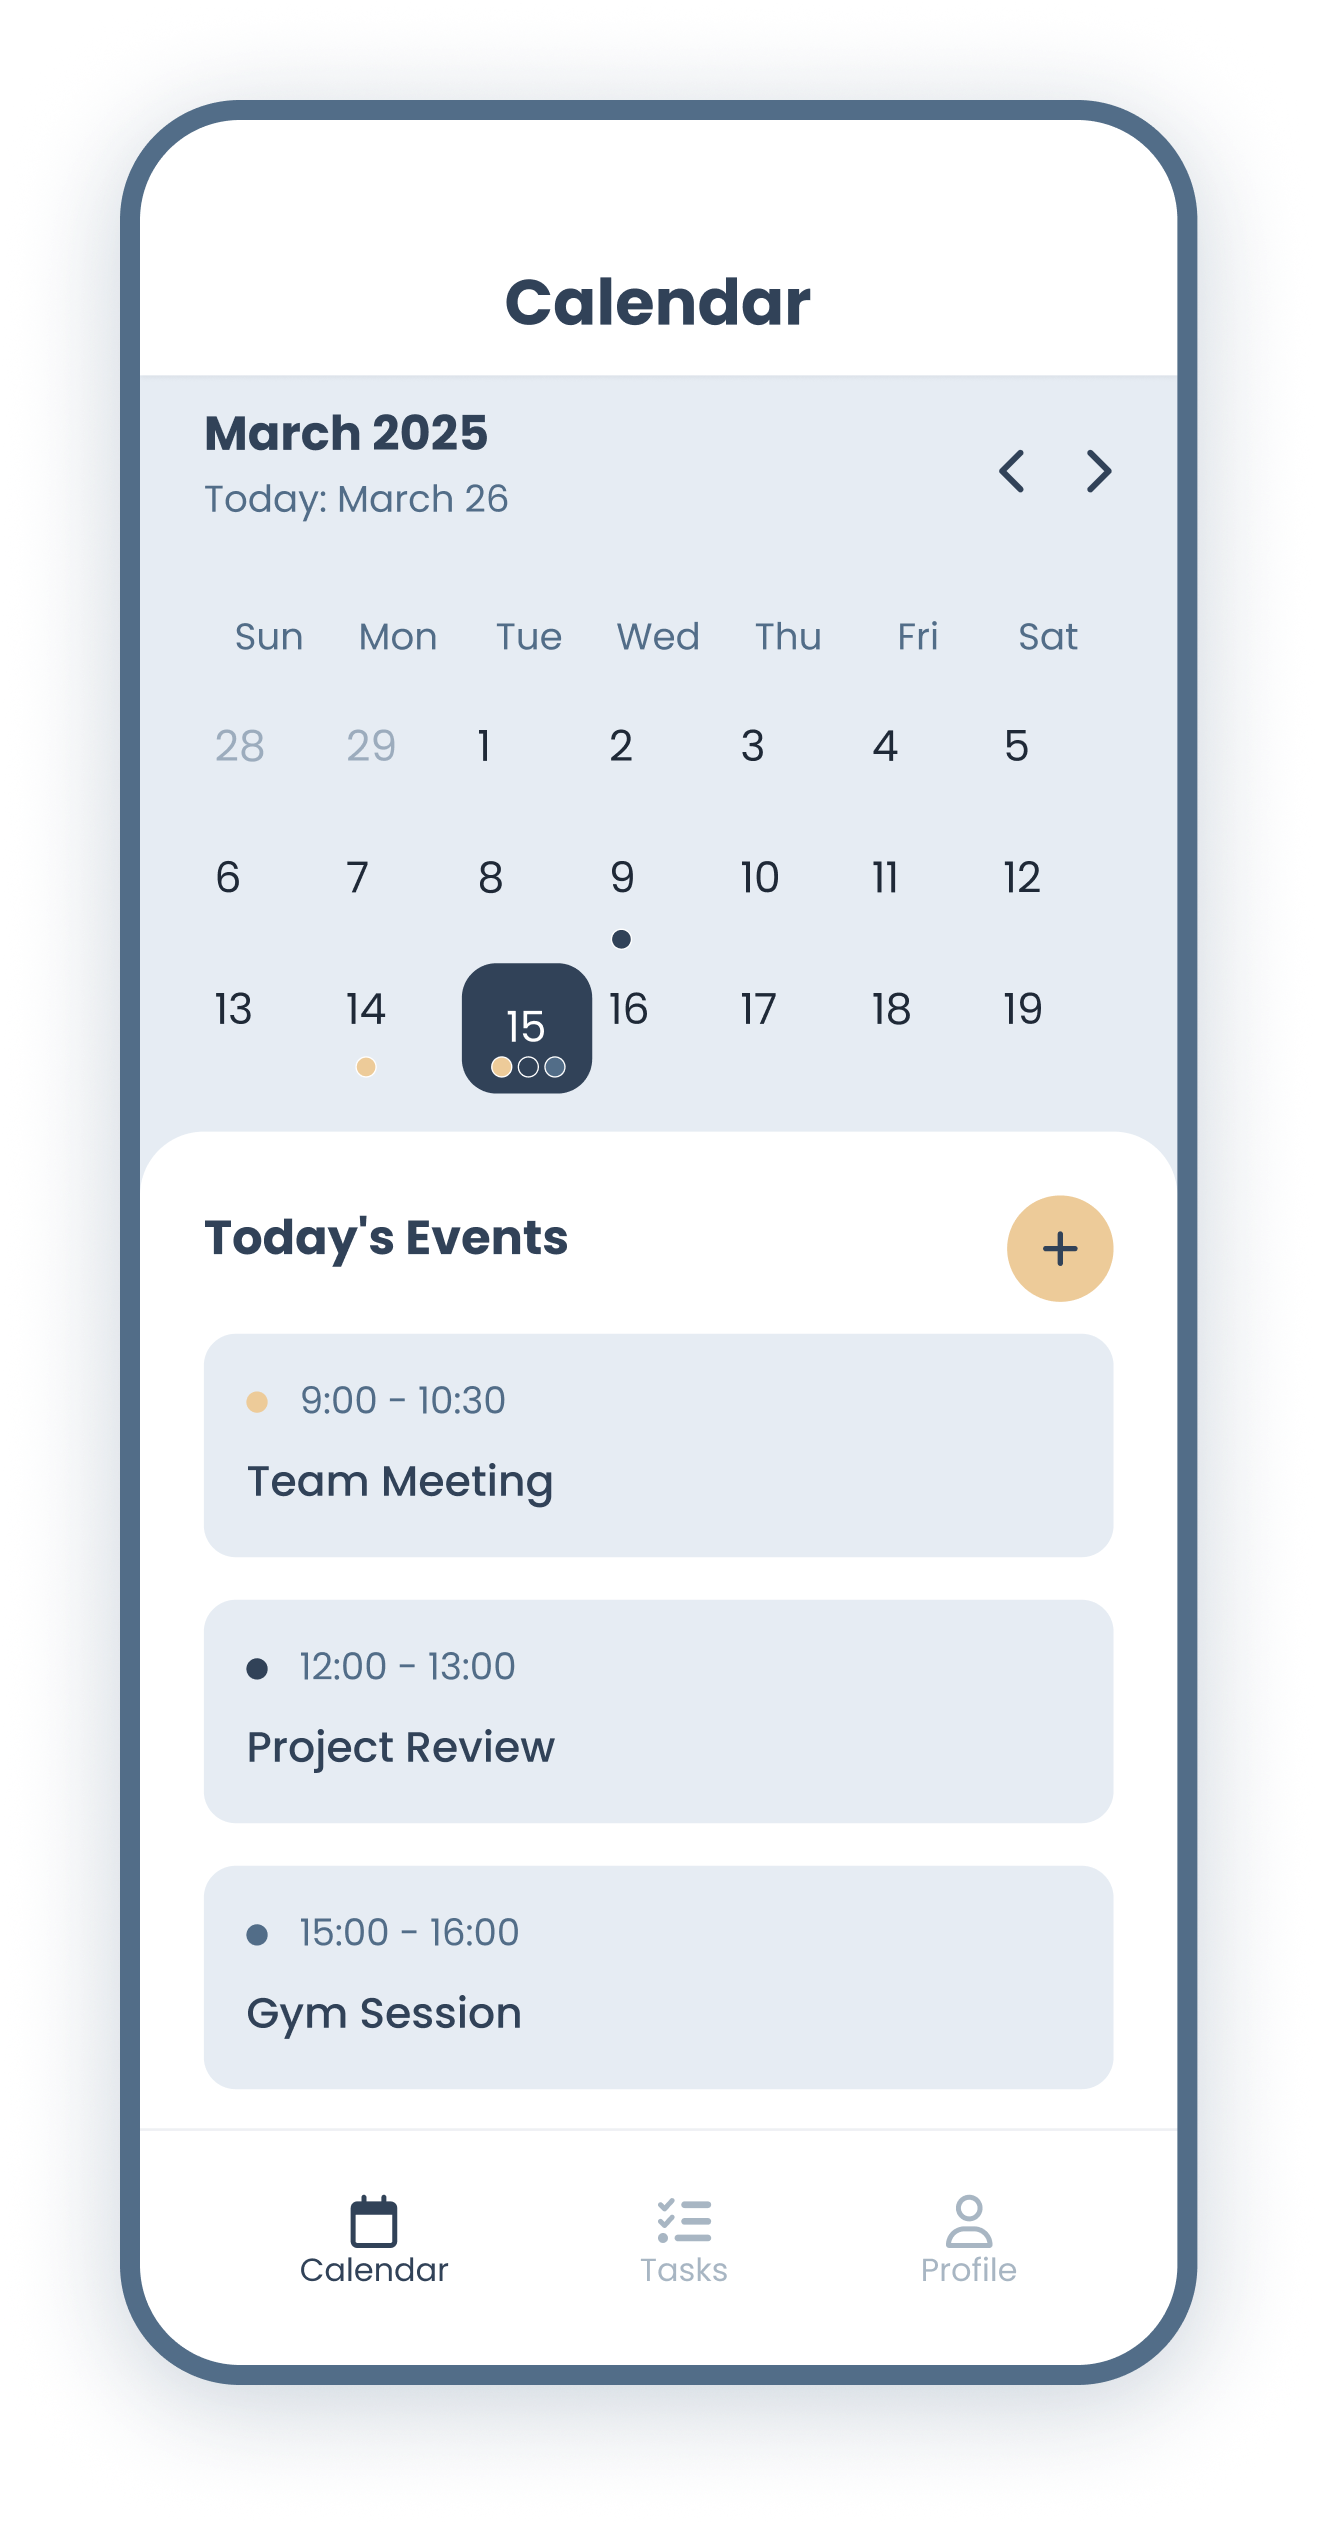 Calendar
March 2025
Today: March 26
Sun Mon Tue Wed Thu Fri Sat
28 29 1 2 3 4 5
6 7 8 9 10 11 12
13 14 15 16 17 18 19
Today's Events
9:00 - 10:30
Team Meeting
12:00 - 13:00
Project Review
15:00 - 16:00
Gym Session
Calendar Tasks Profile